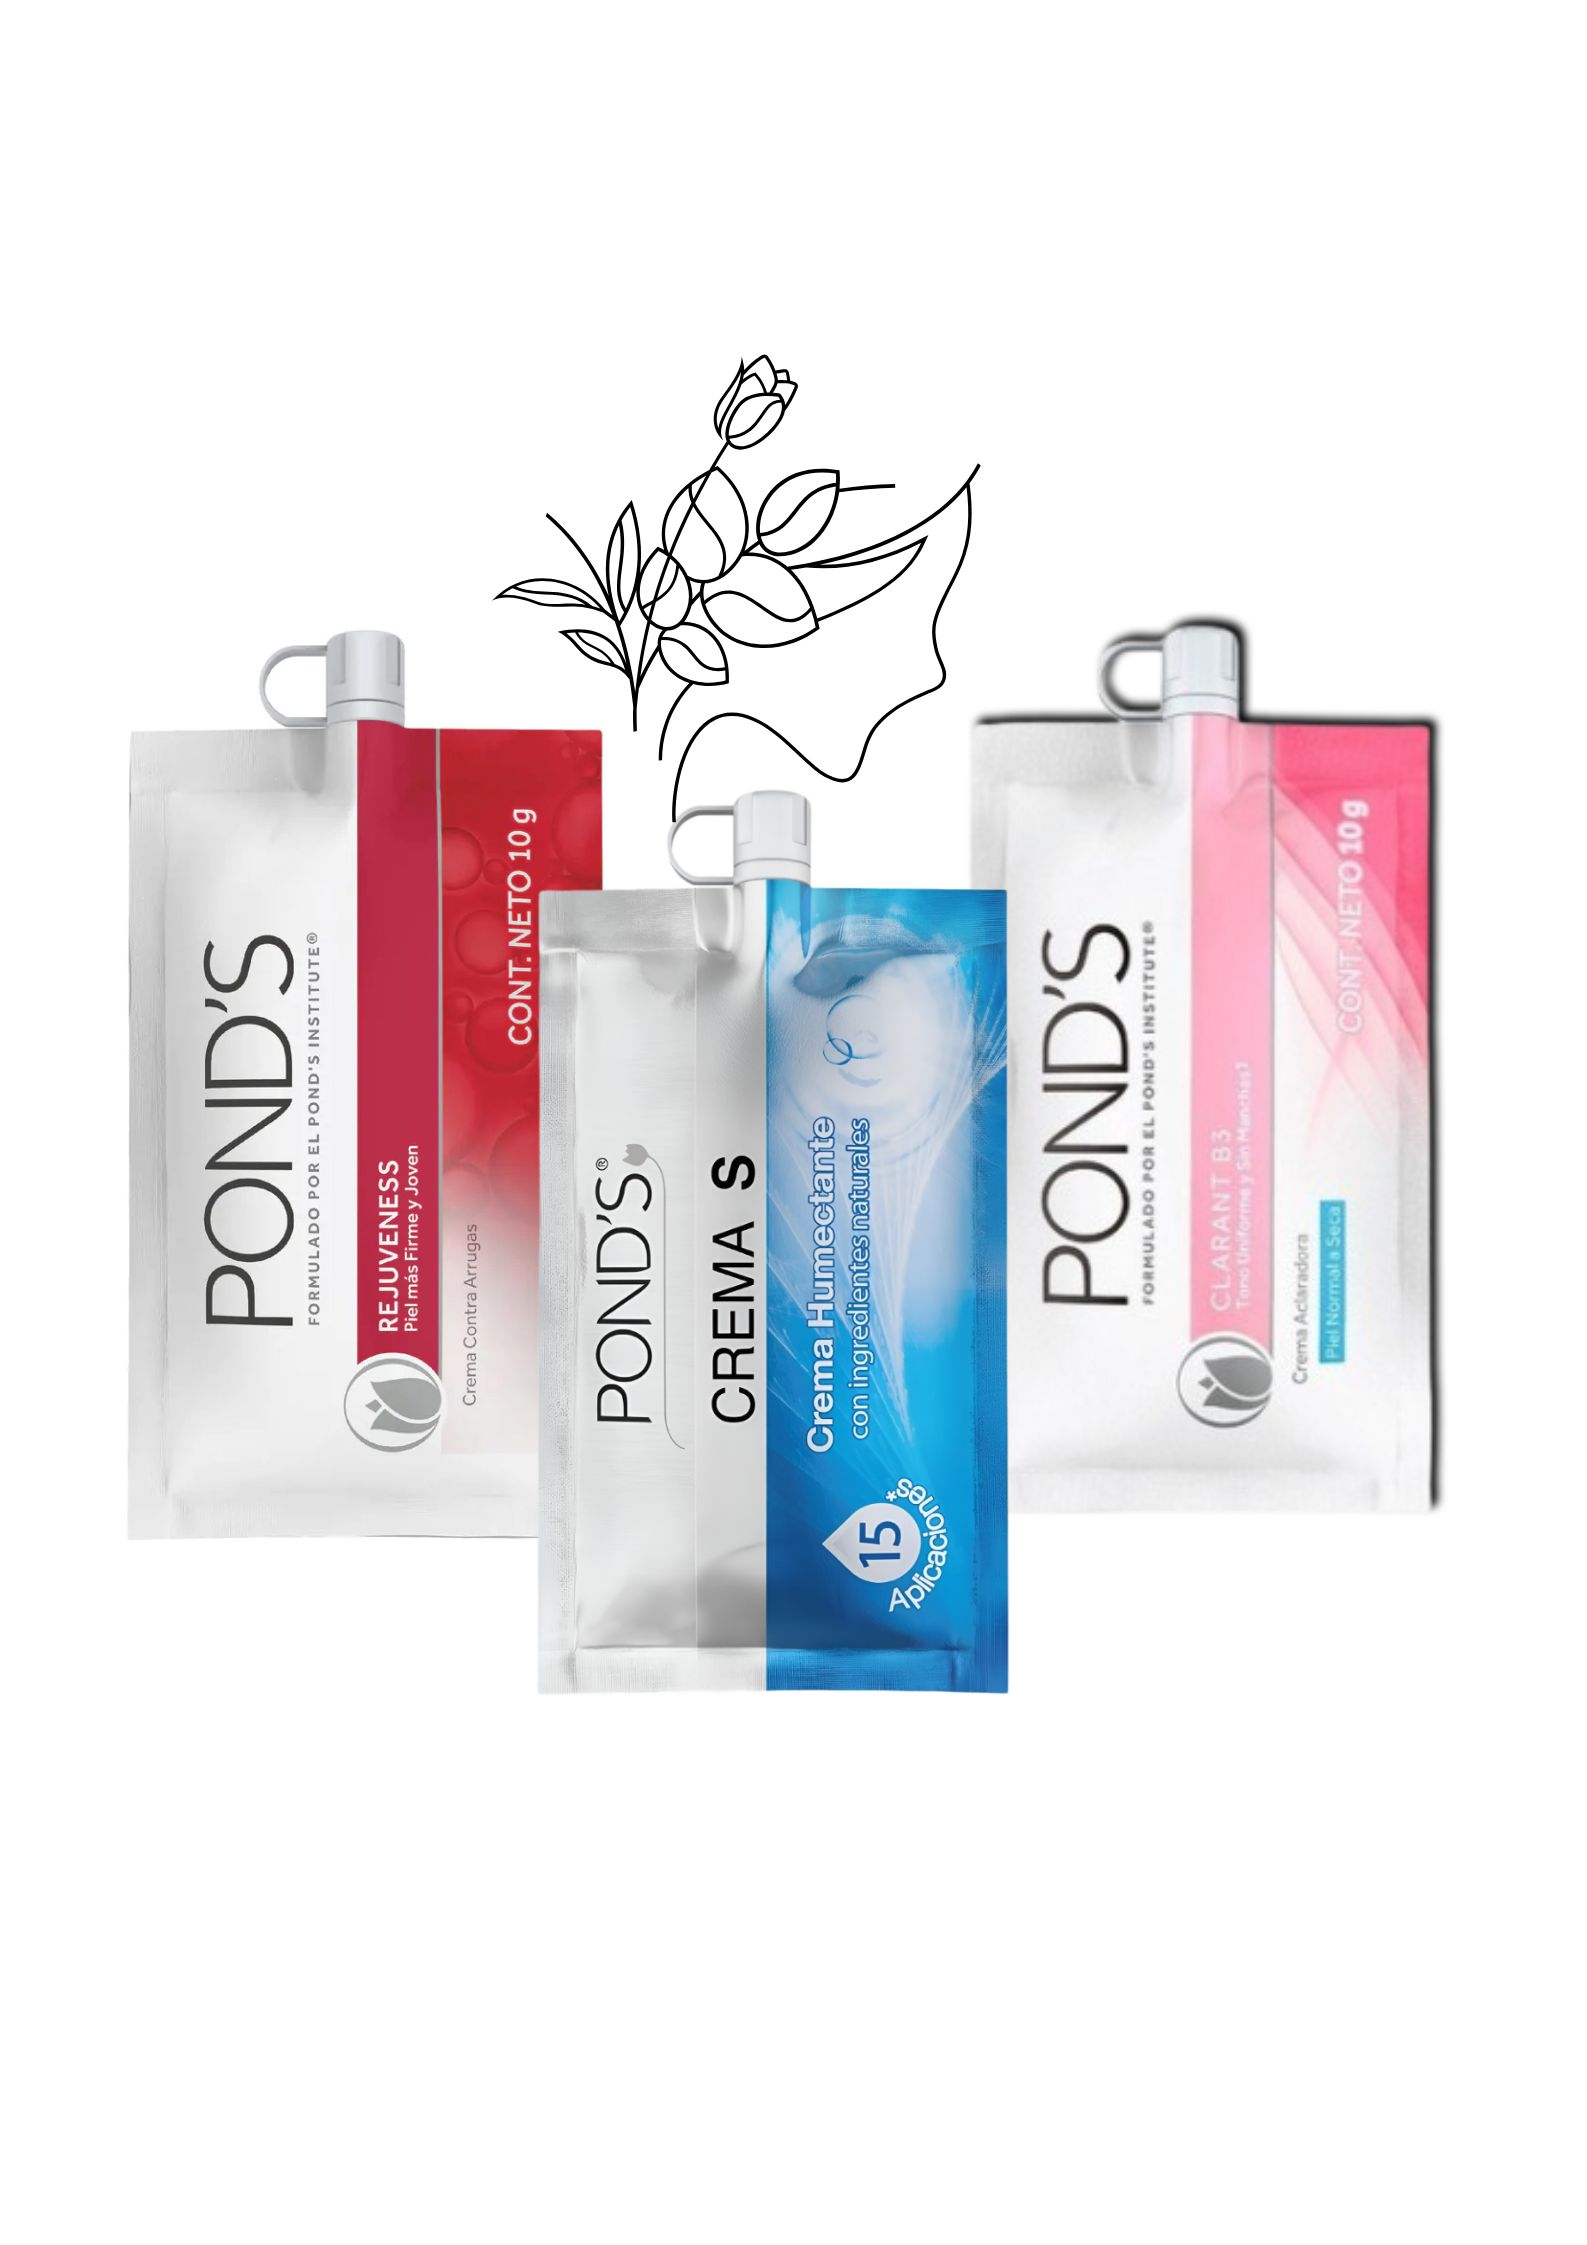 POND'S
FORMULADO POR EL POND'S INSTITUTE®
REJUVENESS
Piel más Firme y Joven
Crema Contra Arrugas
CONT. NETO 10 g
POND'S®
CREMA S
Crema Humectante
con ingredientes naturales
15
Aplicaciones*
POND'S
FORMULADO POR EL POND'S INSTITUTE®
CLARANT B3
Tono Uniforme y Sin Manchas
Crema Aclaradora
Piel Normal a Seca
CONT. NETO 10 g